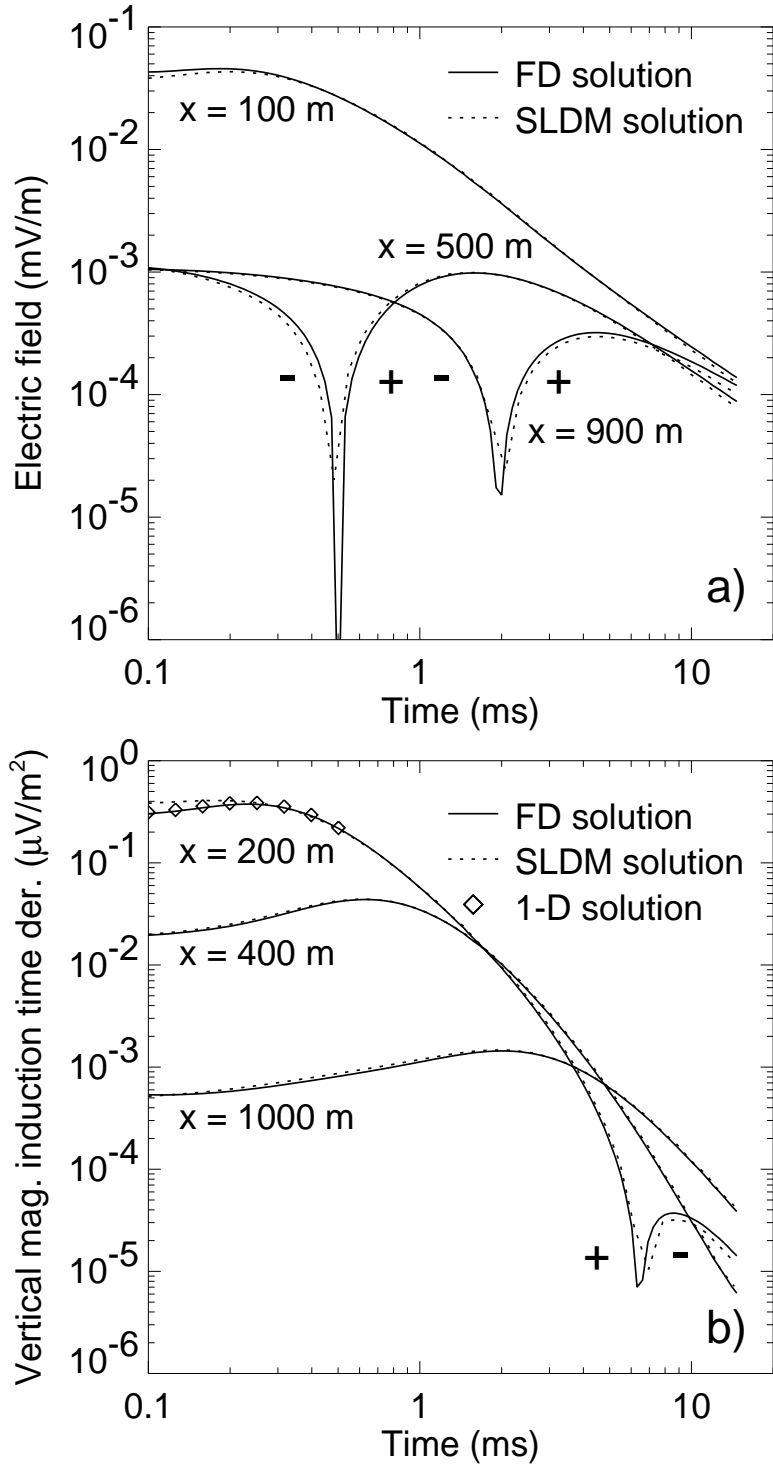 10^-1
10^-2
10^-3
10^-4
10^-5
10^-6
Electric field (mV/m)
FD solution
SLDM solution
x = 100 m
x = 500 m
- + - +
x = 900 m
a)
0.1 1 10
Time (ms)
10^0
10^-1
10^-2
10^-3
10^-4
10^-5
10^-6
Vertical mag. induction time der. (μV/m^2)
FD solution
SLDM solution
1-D solution
x = 200 m
x = 400 m
x = 1000 m
+ -
b)
0.1 1 10
Time (ms)